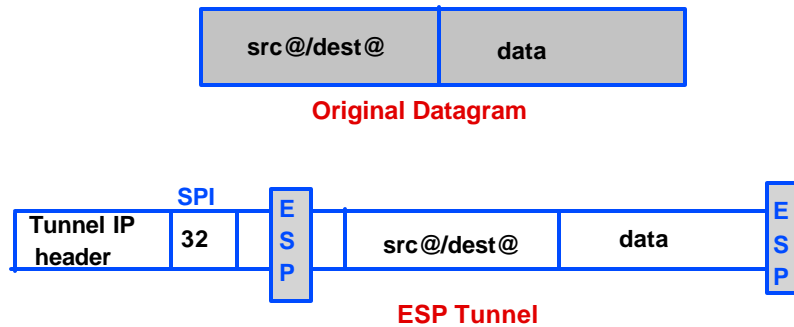 src@/dest@ data
Original Datagram
SPI
Tunnel IP
header
32
E
S
P
src@/dest@
data
E
S
P
ESP Tunnel